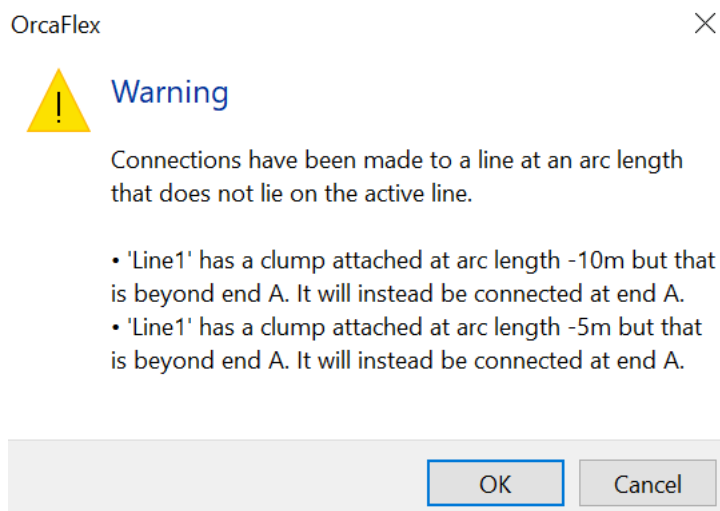 OrcaFlex
Warning
Connections have been made to a line at an arc length
that does not lie on the active line.
• 'Line1' has a clump attached at arc length -10m but that
is beyond end A. It will instead be connected at end A.
• 'Line1' has a clump attached at arc length -5m but that
is beyond end A. It will instead be connected at end A.
OK
Cancel